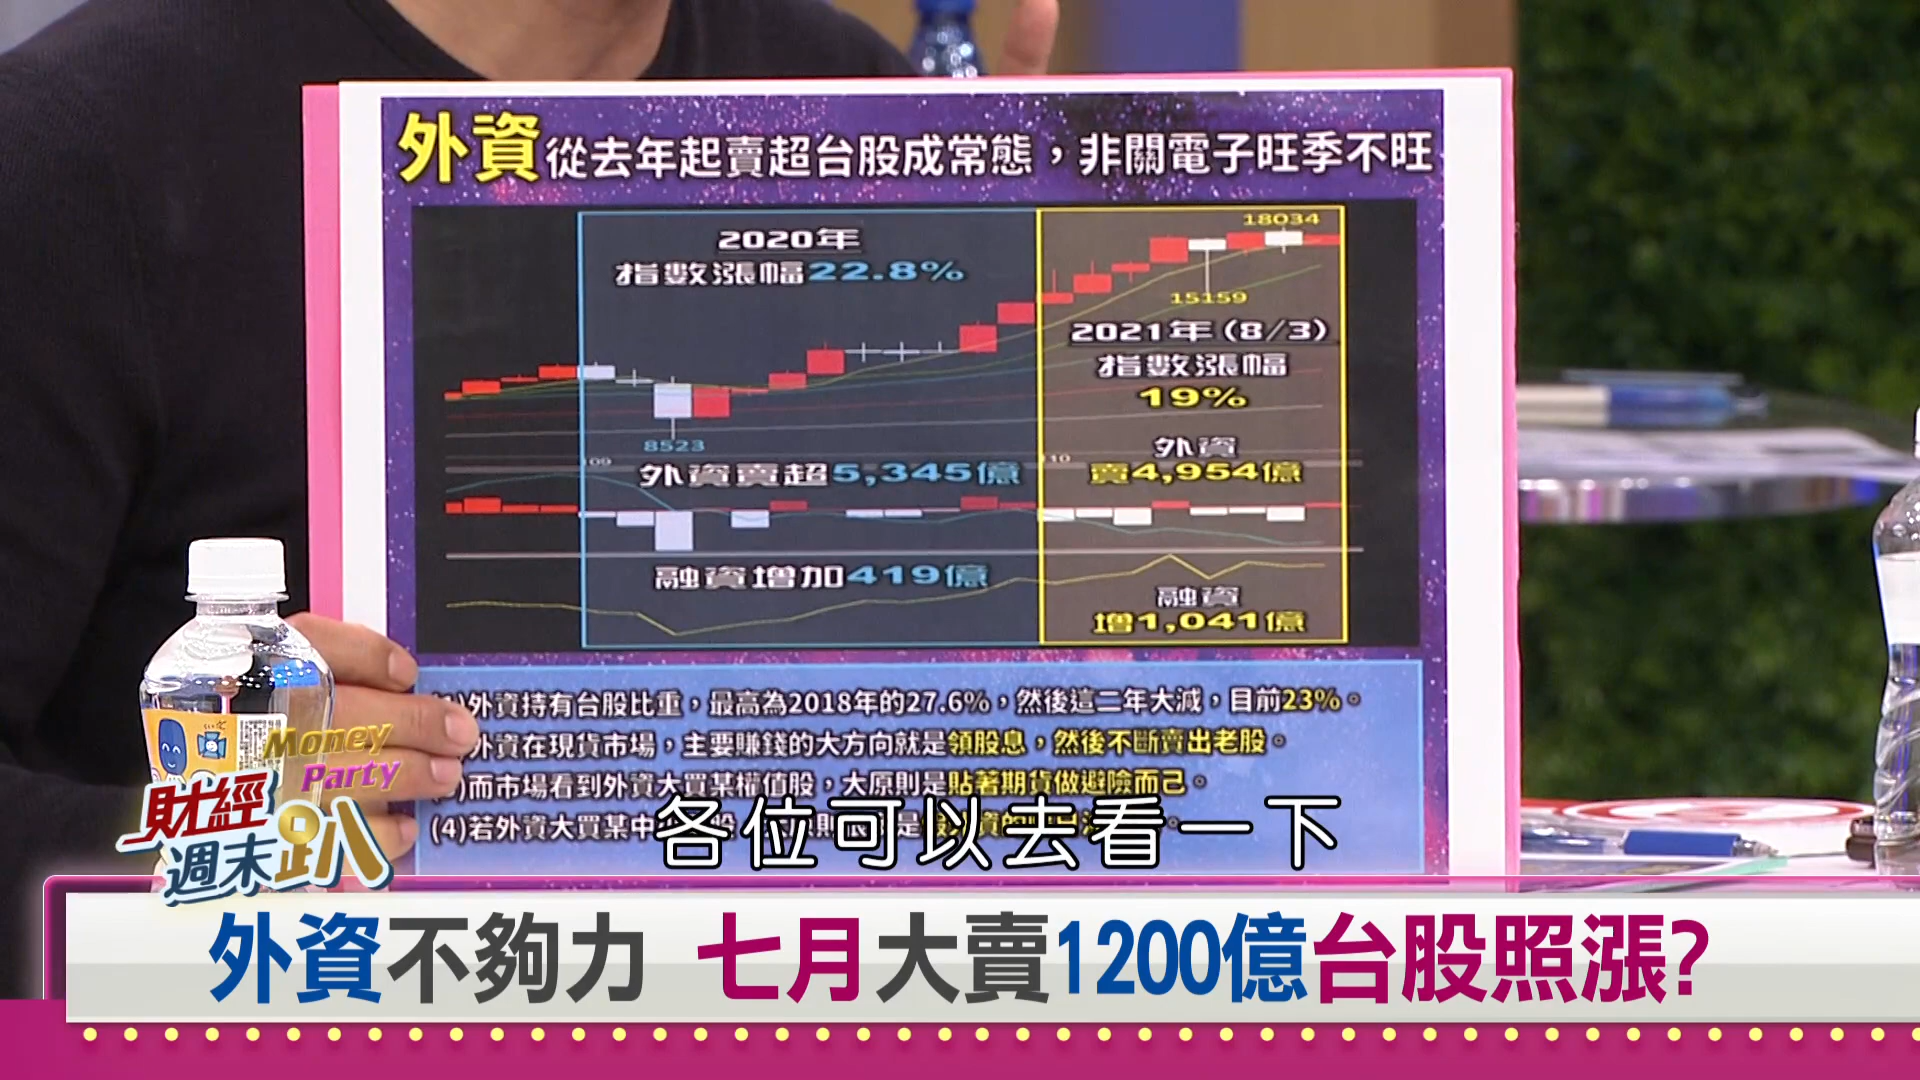 外資從去年起賣超台股成常態，非關電子旺季不旺
2020年
指數漲幅22.8%
18034
15159
2021年(8/3)
指數漲幅
19%
8523
109
110
外資賣超5,345億
外資
賣4,954億
融資增加419億
融資
增1,041億
外資持有台股比重，最高為2018年的27.6%，然後這二年大減，目前23%。
外資在現貨市場，主要賺錢的大方向就是領股息，然後不斷賣出老股。
)而市場看到外資大買某權值股，大原則是貼著期貨做避險而已。
(4)若外資大買某中
各位可以去看一下
Money
Party
財經
週末趴
外資不夠力 七月大賣1200億台股照漲?